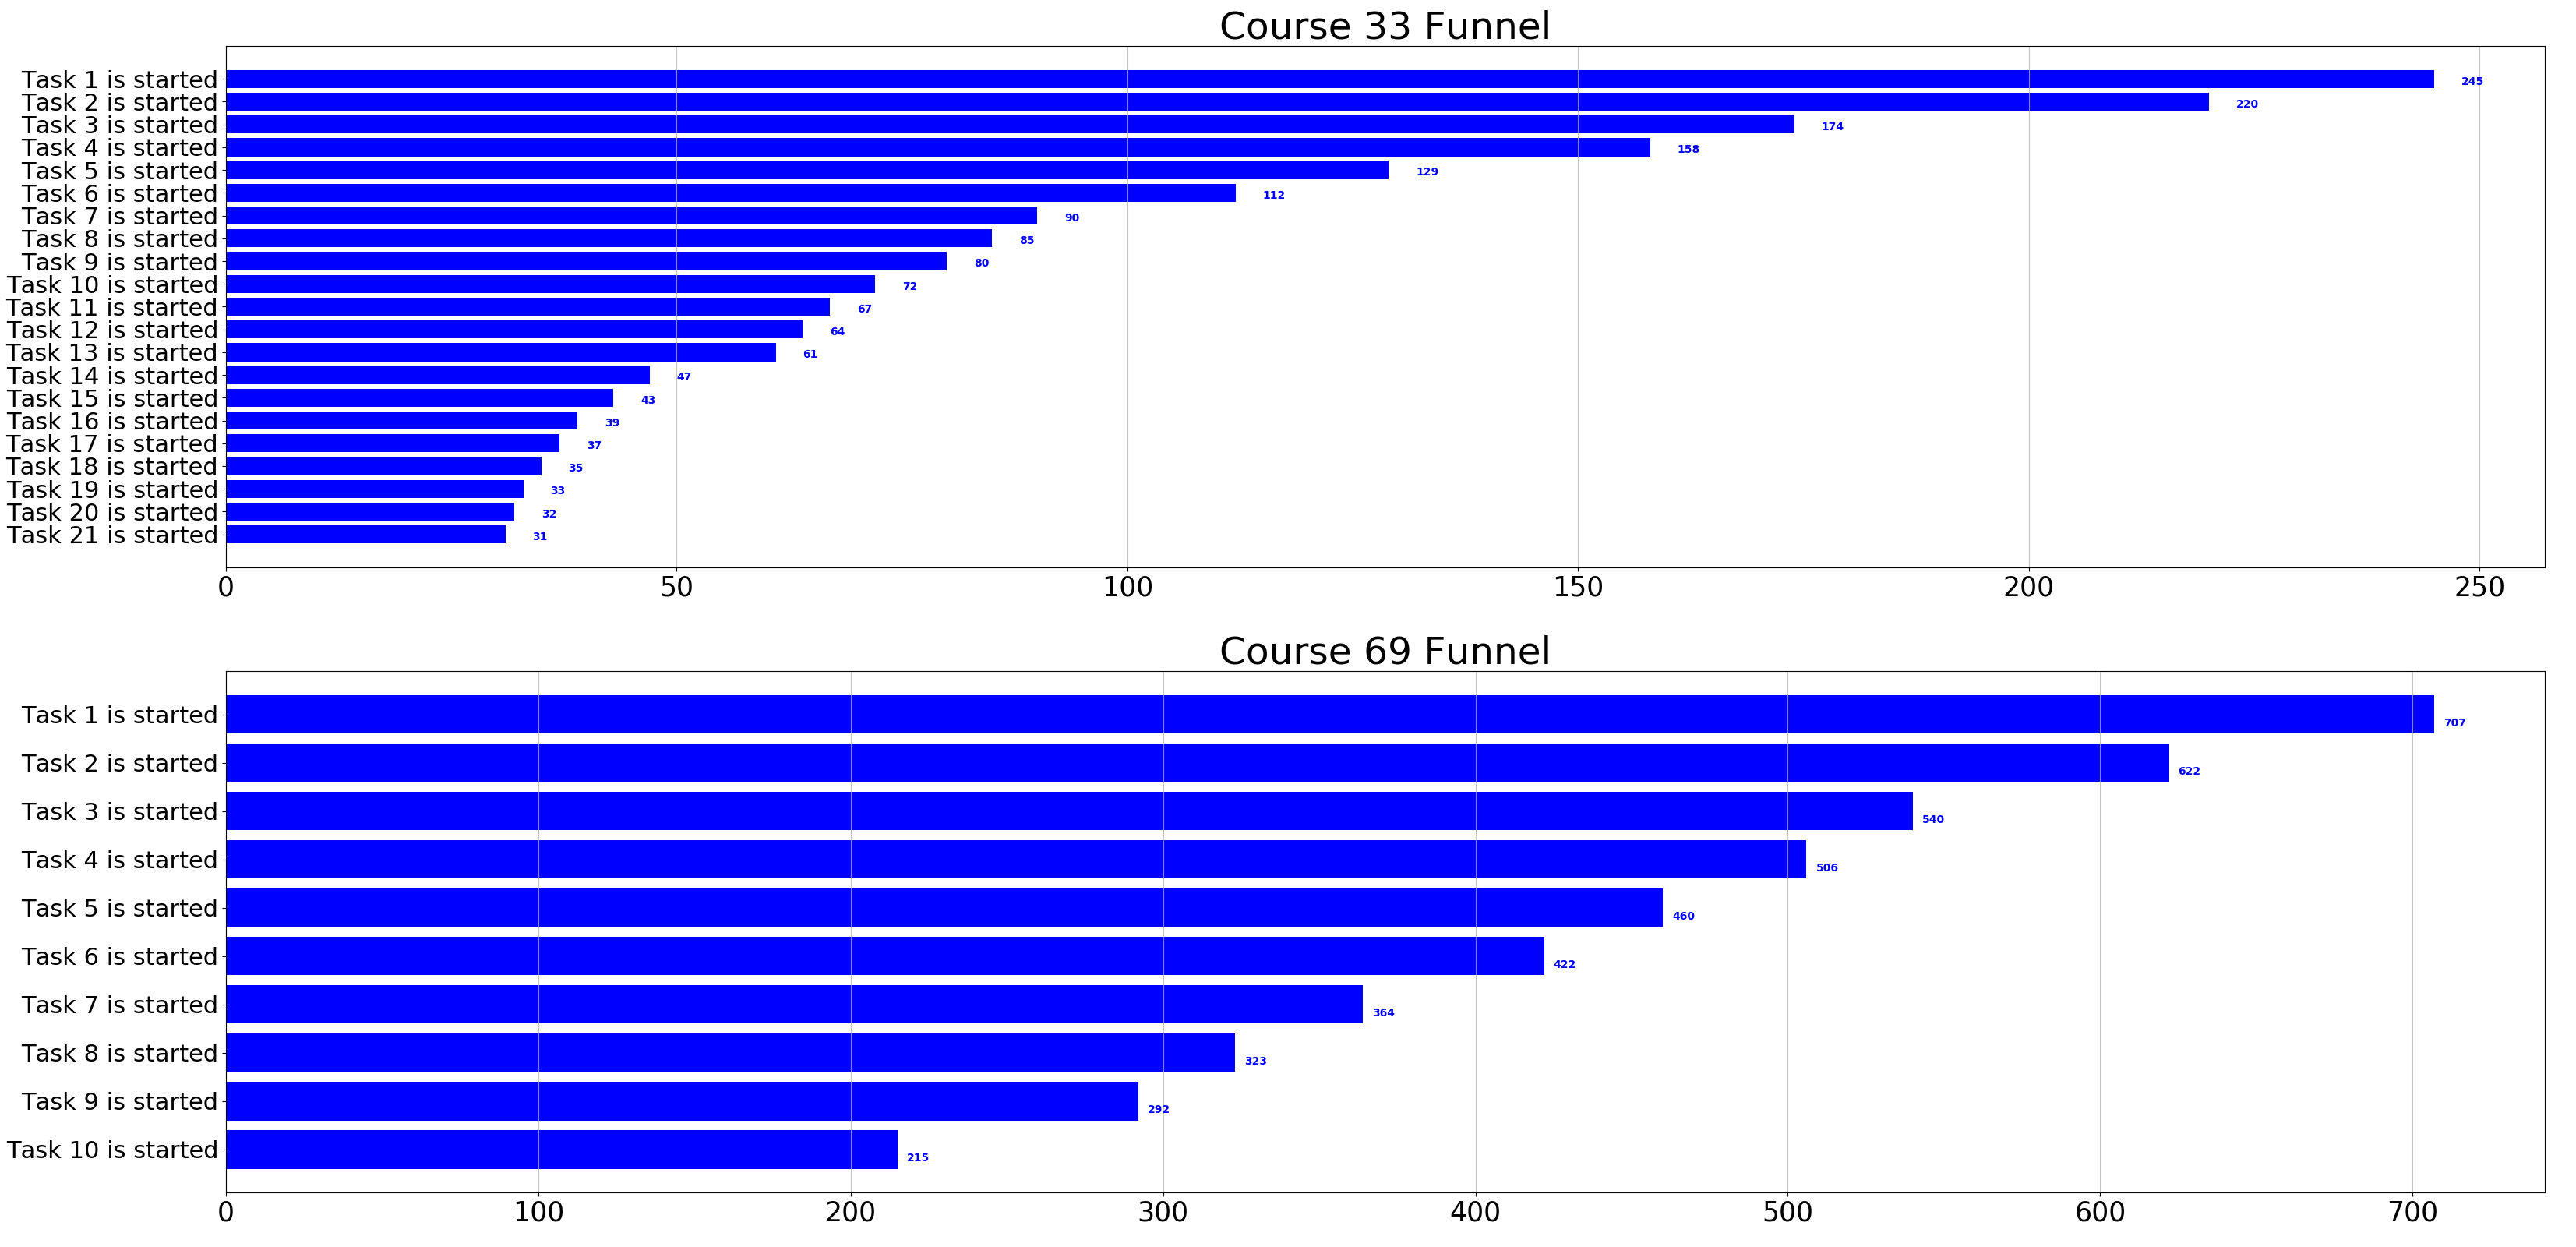 Course 33 Funnel
Task 1 is started 245
Task 2 is started 220
Task 3 is started 174
Task 4 is started 158
Task 5 is started 129
Task 6 is started 112
Task 7 is started 90
Task 8 is started 85
Task 9 is started 80
Task 10 is started 72
Task 11 is started 67
Task 12 is started 64
Task 13 is started 61
Task 14 is started 47
Task 15 is started 43
Task 16 is started 39
Task 17 is started 37
Task 18 is started 35
Task 19 is started 33
Task 20 is started 32
Task 21 is started 31
0 50 100 150 200 250
Course 69 Funnel
Task 1 is started 707
Task 2 is started 622
Task 3 is started 540
Task 4 is started 506
Task 5 is started 460
Task 6 is started 422
Task 7 is started 364
Task 8 is started 323
Task 9 is started 292
Task 10 is started 215
0 100 200 300 400 500 600 700